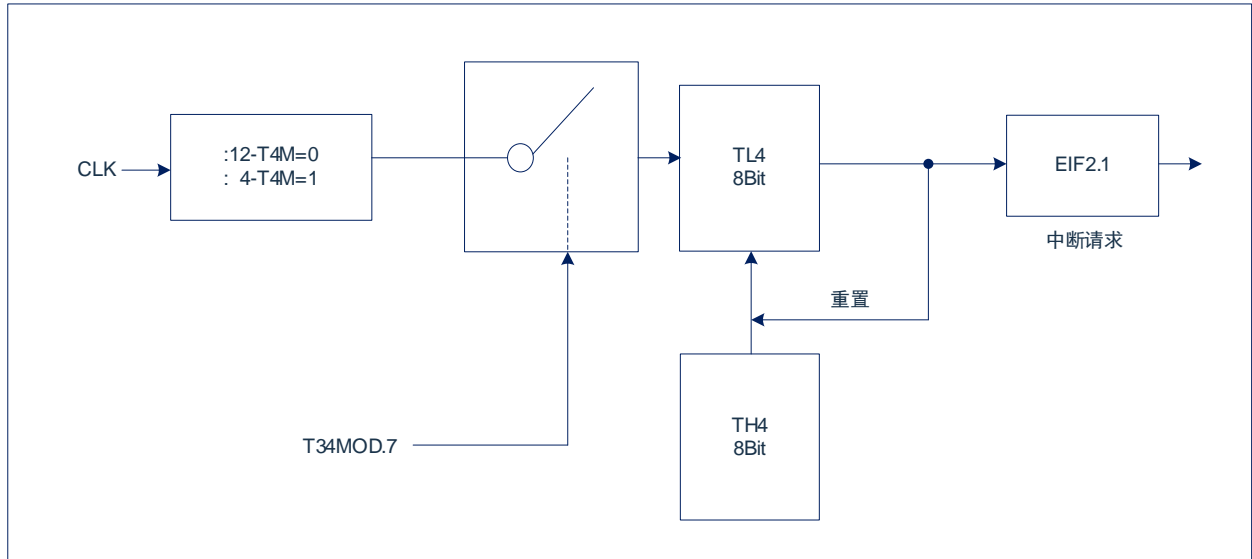 CLK
:12-T4M=0
: 4-T4M=1
TL4
8Bit
EIF2.1
中断请求
重置
TH4
8Bit
T34MOD.7